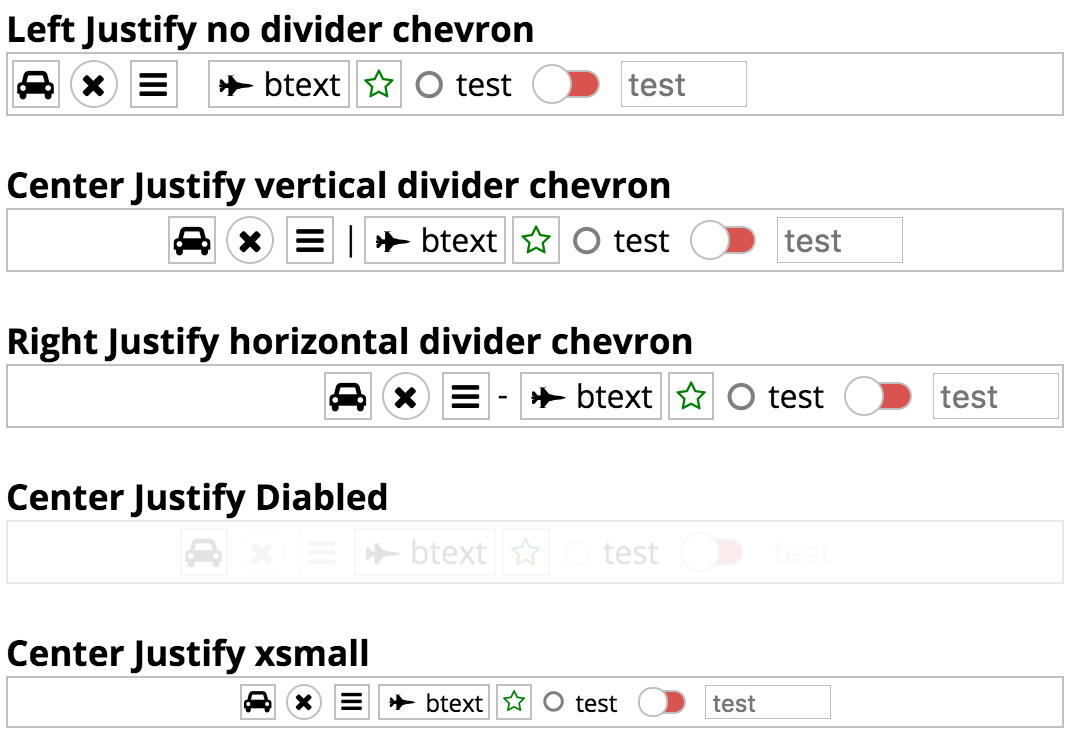 Left Justify no divider chevron
btext test test
Center Justify vertical divider chevron
| btext test test
Right Justify horizontal divider chevron
- btext test test
Center Justify Diabled
btext test test
Center Justify xsmall
btext test test